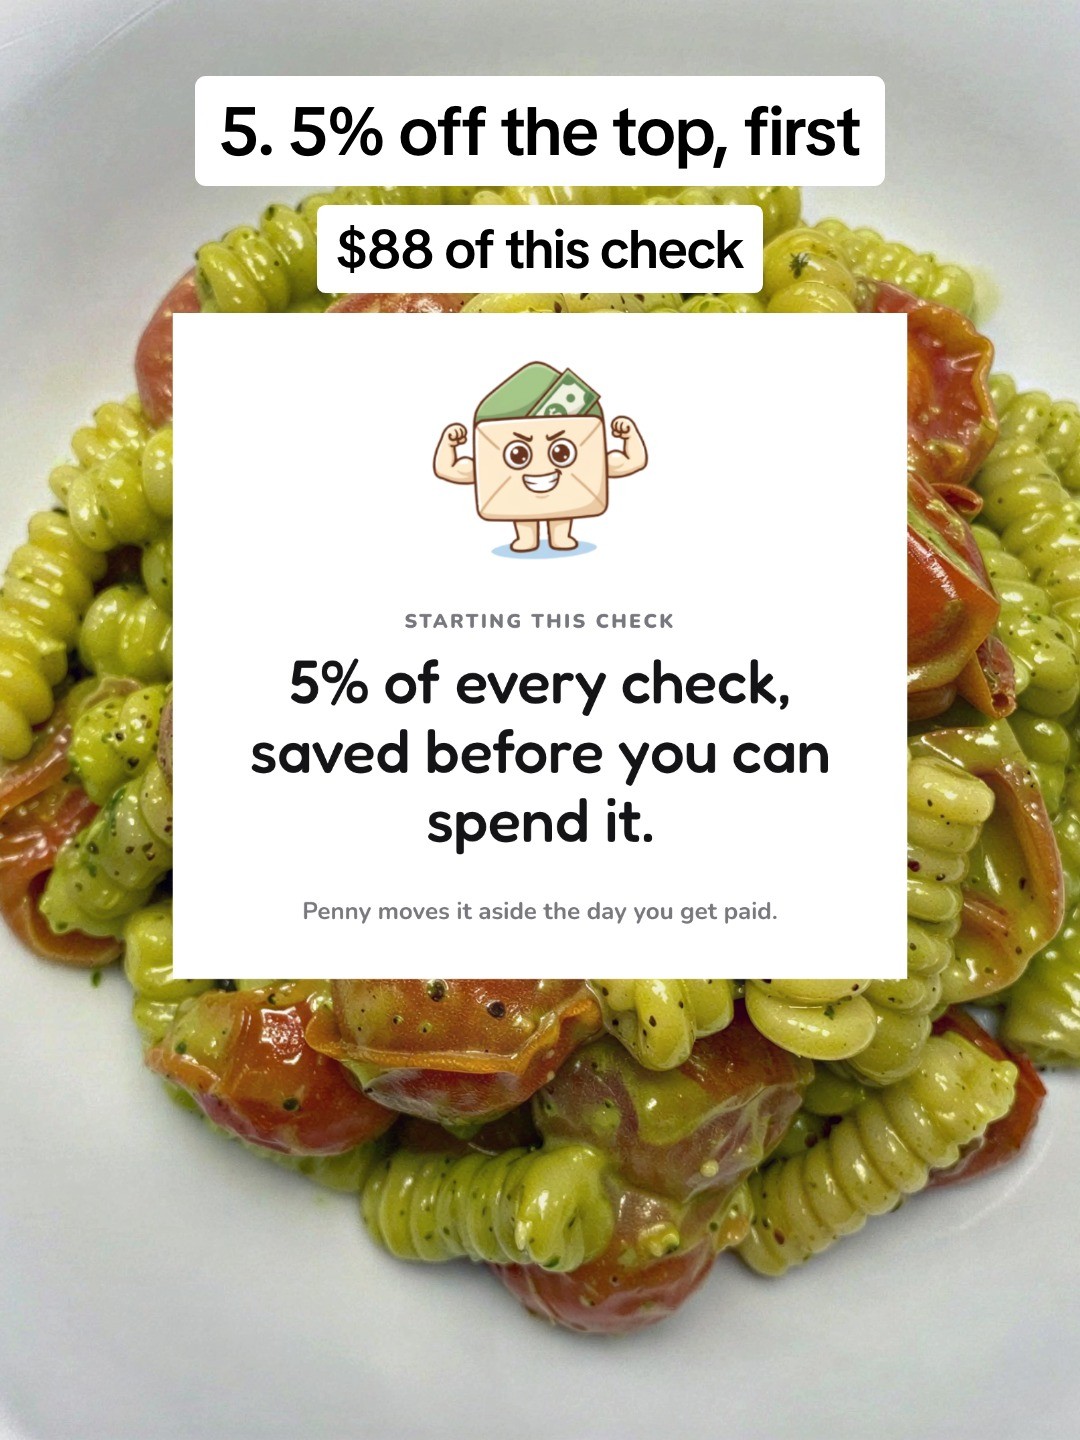 5. 5% off the top, first
$88 of this check
STARTING THIS CHECK
5% of every check,
saved before you can
spend it.
Penny moves it aside the day you get paid.